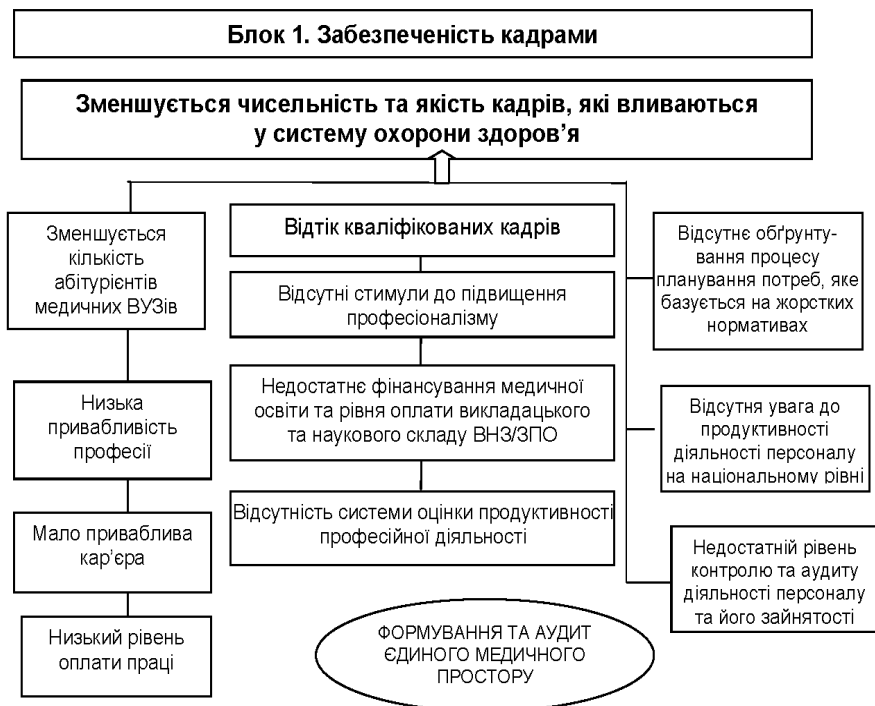 Блок 1. Забезпеченість кадрами
Зменшується чисельність та якість кадрів, які вливаються
у систему охорони здоров’я
Зменшується
кількість
абітурієнтів
медичних ВУЗів
Низька
привабливість
професії
Мало приваблива
кар’єра
Низький рівень
оплати праці
Відтік кваліфікованих кадрів
Відсутні стимули до підвищення
професіоналізму
Недостатнє фінансування медичної
освіти та рівня оплати викладацького
та наукового складу ВНЗ/ЗПО
Відсутність системи оцінки продуктивності
професійної діяльності
Відсутнє обґрунту-
вання процесу
планування потреб, яке
базується на жорстких
нормативах
Відсутня увага до
продуктивності
діяльності персоналу
на національному рівні
Недостатній рівень
контролю та аудиту
діяльності персоналу
та його зайнятості
ФОРМУВАННЯ ТА АУДИТ
ЄДИНОГО МЕДИЧНОГО
ПРОСТОРУ